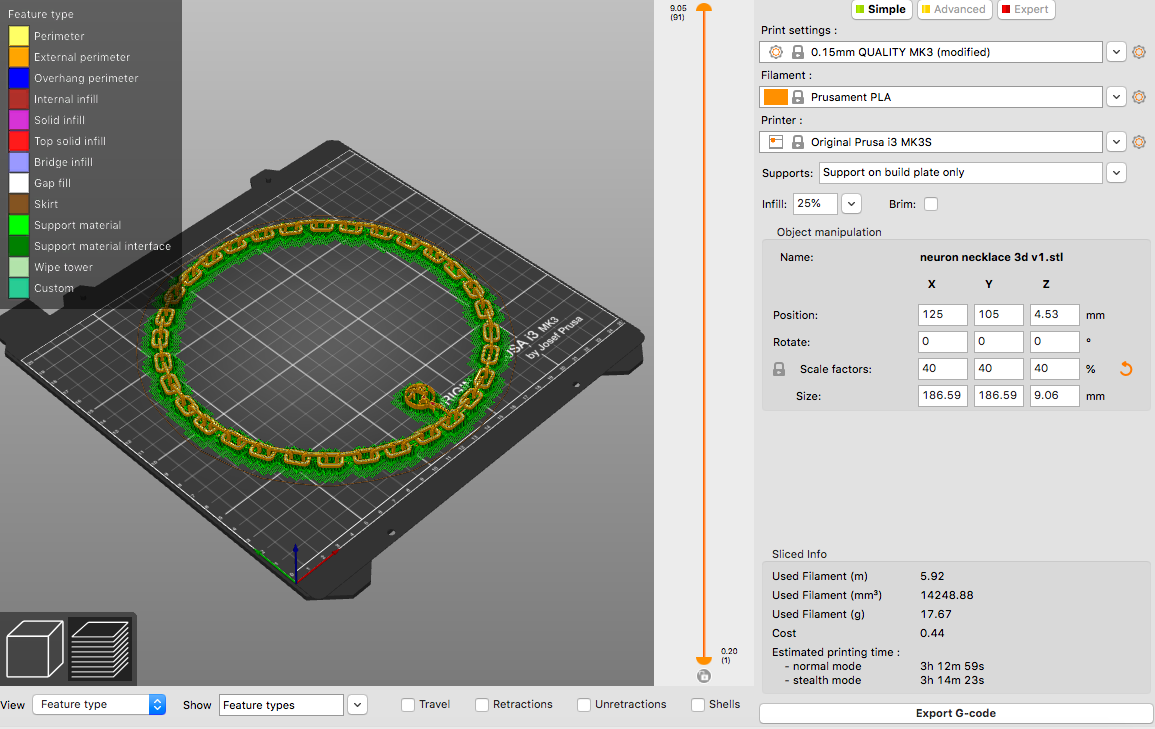 Feature type
Perimeter
External perimeter
Overhang perimeter
Internal infill
Solid infill
Top solid infill
Bridge infill
Gap fill
Skirt
Support material
Support material interface
Wipe tower
Custom
by Josef Prusa
9.05
(91)
0.20
(1)
Simple Advanced Expert
Print settings :
0.15mm QUALITY MK3 (modified)
Filament :
Prusament PLA
Printer :
Original Prusa i3 MK3S
Supports: Support on build plate only
Infill: 25% Brim:
Object manipulation
Name: neuron necklace 3d v1.stl
X Y Z
Position: 125 105 4.53 mm
Rotate: 0 0 0 °
Scale factors: 40 40 40 %
Size: 186.59 186.59 9.06 mm
Sliced Info
Used Filament (m) 5.92
Used Filament (mm³) 14248.88
Used Filament (g) 17.67
Cost 0.44
Estimated printing time :
- normal mode 3h 12m 59s
- stealth mode 3h 14m 23s
View Feature type Show Feature types Travel Retractions Unretractions Shells
Export G-code